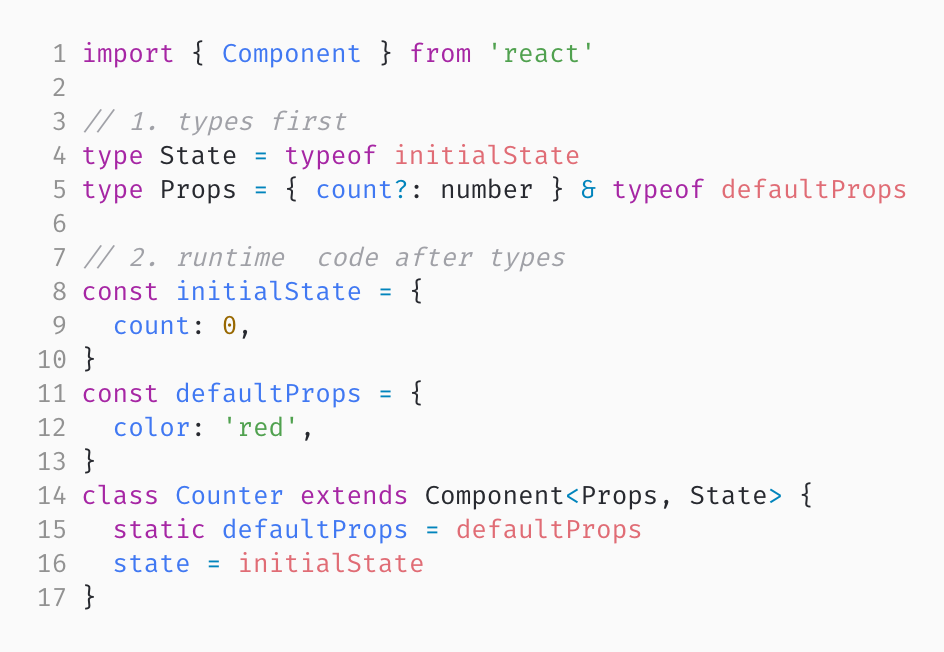 1 import { Component } from 'react'
2
3 // 1. types first
4 type State = typeof initialState
5 type Props = { count?: number } & typeof defaultProps
6
7 // 2. runtime  code after types
8 const initialState = {
9   count: 0,
10 }
11 const defaultProps = {
12   color: 'red',
13 }
14 class Counter extends Component<Props, State> {
15   static defaultProps = defaultProps
16   state = initialState
17 }